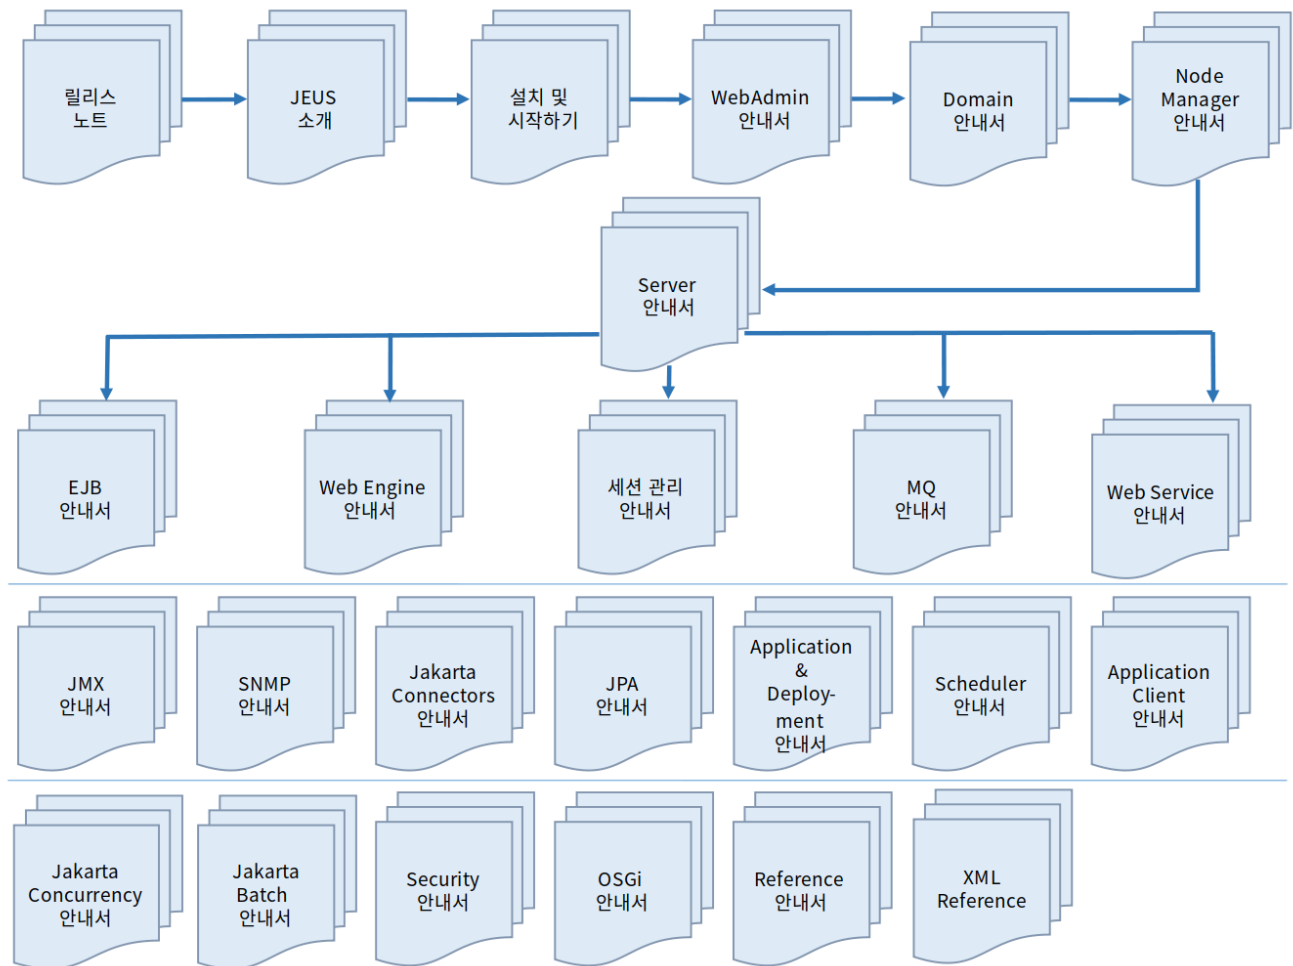 릴리스
노트
JEUS
소개
설치 및
시작하기
WebAdmin
안내서
Domain
안내서
Node
Manager
안내서
Server
안내서
EJB
안내서
Web Engine
안내서
세션 관리
안내서
MQ
안내서
Web Service
안내서
JMX
안내서
SNMP
안내서
Jakarta
Connectors
안내서
JPA
안내서
Application
&
Deploy-
ment
안내서
Scheduler
안내서
Application
Client
안내서
Jakarta
Concurrency
안내서
Jakarta
Batch
안내서
Security
안내서
OSGi
안내서
Reference
안내서
XML
Reference